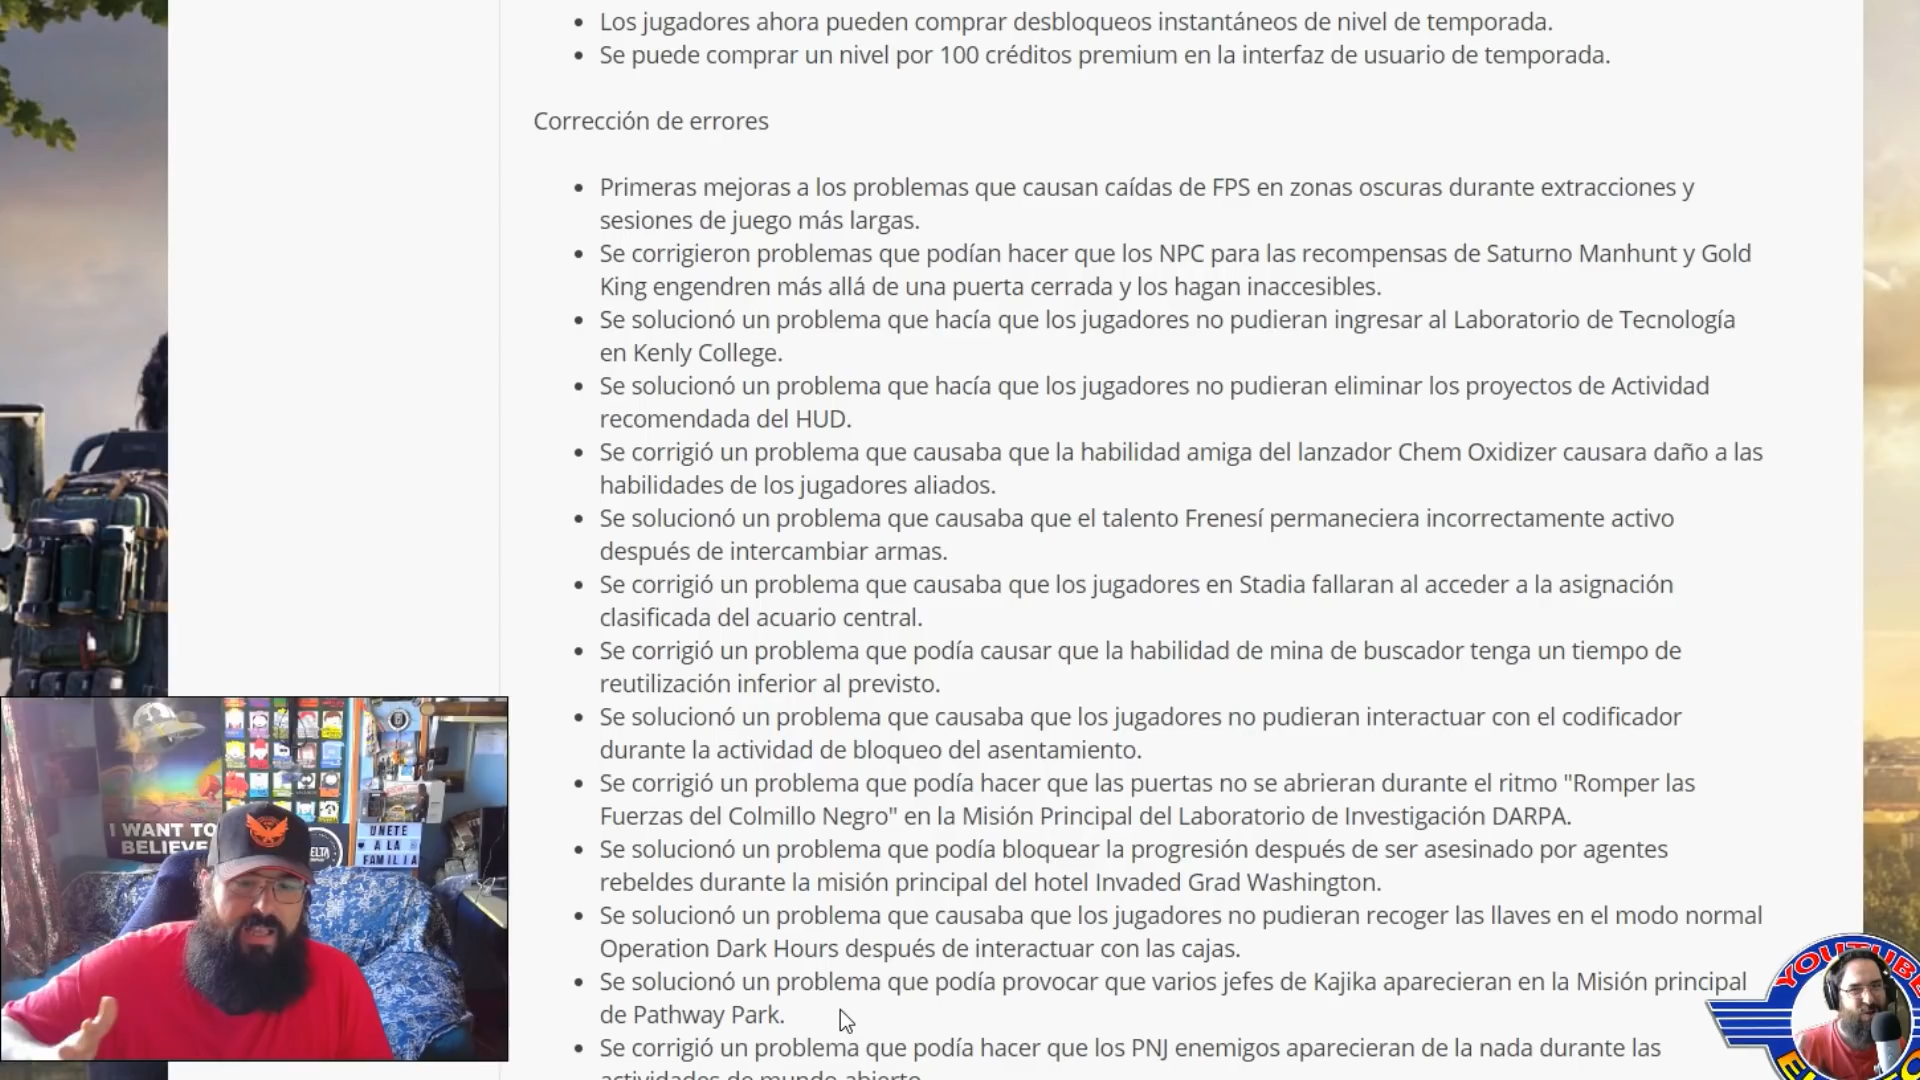 Los jugadores ahora pueden comprar desbloqueos instantáneos de nivel de temporada.
Se puede comprar un nivel por 100 créditos premium en la interfaz de usuario de temporada.
Corrección de errores
Primeras mejoras a los problemas que causan caídas de FPS en zonas oscuras durante extracciones y
sesiones de juego más largas.
Se corrigieron problemas que podían hacer que los NPC para las recompensas de Saturno Manhunt y Gold
King engendren más allá de una puerta cerrada y los hagan inaccesibles.
Se solucionó un problema que hacía que los jugadores no pudieran ingresar al Laboratorio de Tecnología
en Kenly College.
Se solucionó un problema que hacía que los jugadores no pudieran eliminar los proyectos de Actividad
recomendada del HUD.
Se corrigió un problema que causaba que la habilidad amiga del lanzador Chem Oxidizer causara daño a las
habilidades de los jugadores aliados.
Se solucionó un problema que causaba que el talento Frenesí permaneciera incorrectamente activo
después de intercambiar armas.
Se corrigió un problema que causaba que los jugadores en Stadia fallaran al acceder a la asignación
clasificada del acuario central.
Se corrigió un problema que podía causar que la habilidad de mina de buscador tenga un tiempo de
reutilización inferior al previsto.
Se solucionó un problema que causaba que los jugadores no pudieran interactuar con el codificador
durante la actividad de bloqueo del asentamiento.
Se corrigió un problema que podía hacer que las puertas no se abrieran durante el ritmo "Romper las
Fuerzas del Colmillo Negro" en la Misión Principal del Laboratorio de Investigación DARPA.
Se solucionó un problema que podía bloquear la progresión después de ser asesinado por agentes
rebeldes durante la misión principal del hotel Invaded Grad Washington.
Se solucionó un problema que causaba que los jugadores no pudieran recoger las llaves en el modo normal
Operation Dark Hours después de interactuar con las cajas.
Se solucionó un problema que podía provocar que varios jefes de Kajika aparecieran en la Misión principal
de Pathway Park.
Se corrigió un problema que podía hacer que los PNJ enemigos aparecieran de la nada durante las
actividades de mundo abierto.
I WANT TO
BELIEVE
UNETE
A LA
FAMILIA
YOUTUBE